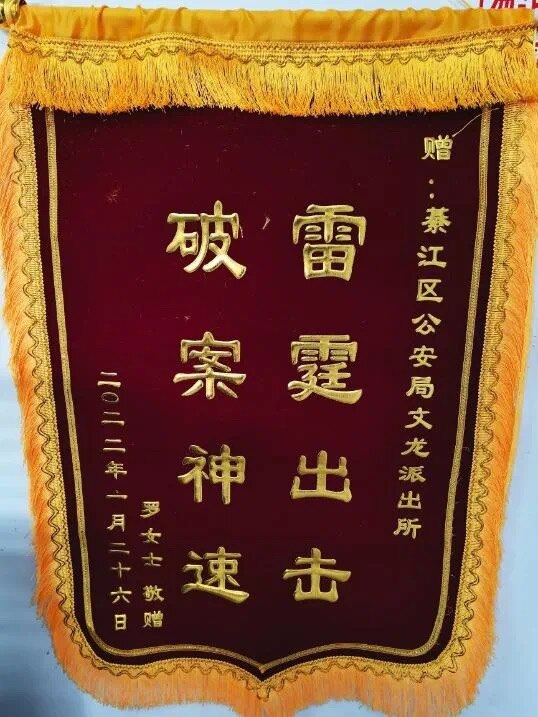 赠:綦江区公安局文龙派出所
雷霆出击
破案神速
罗女士 敬赠
二〇二二年一月二十六日